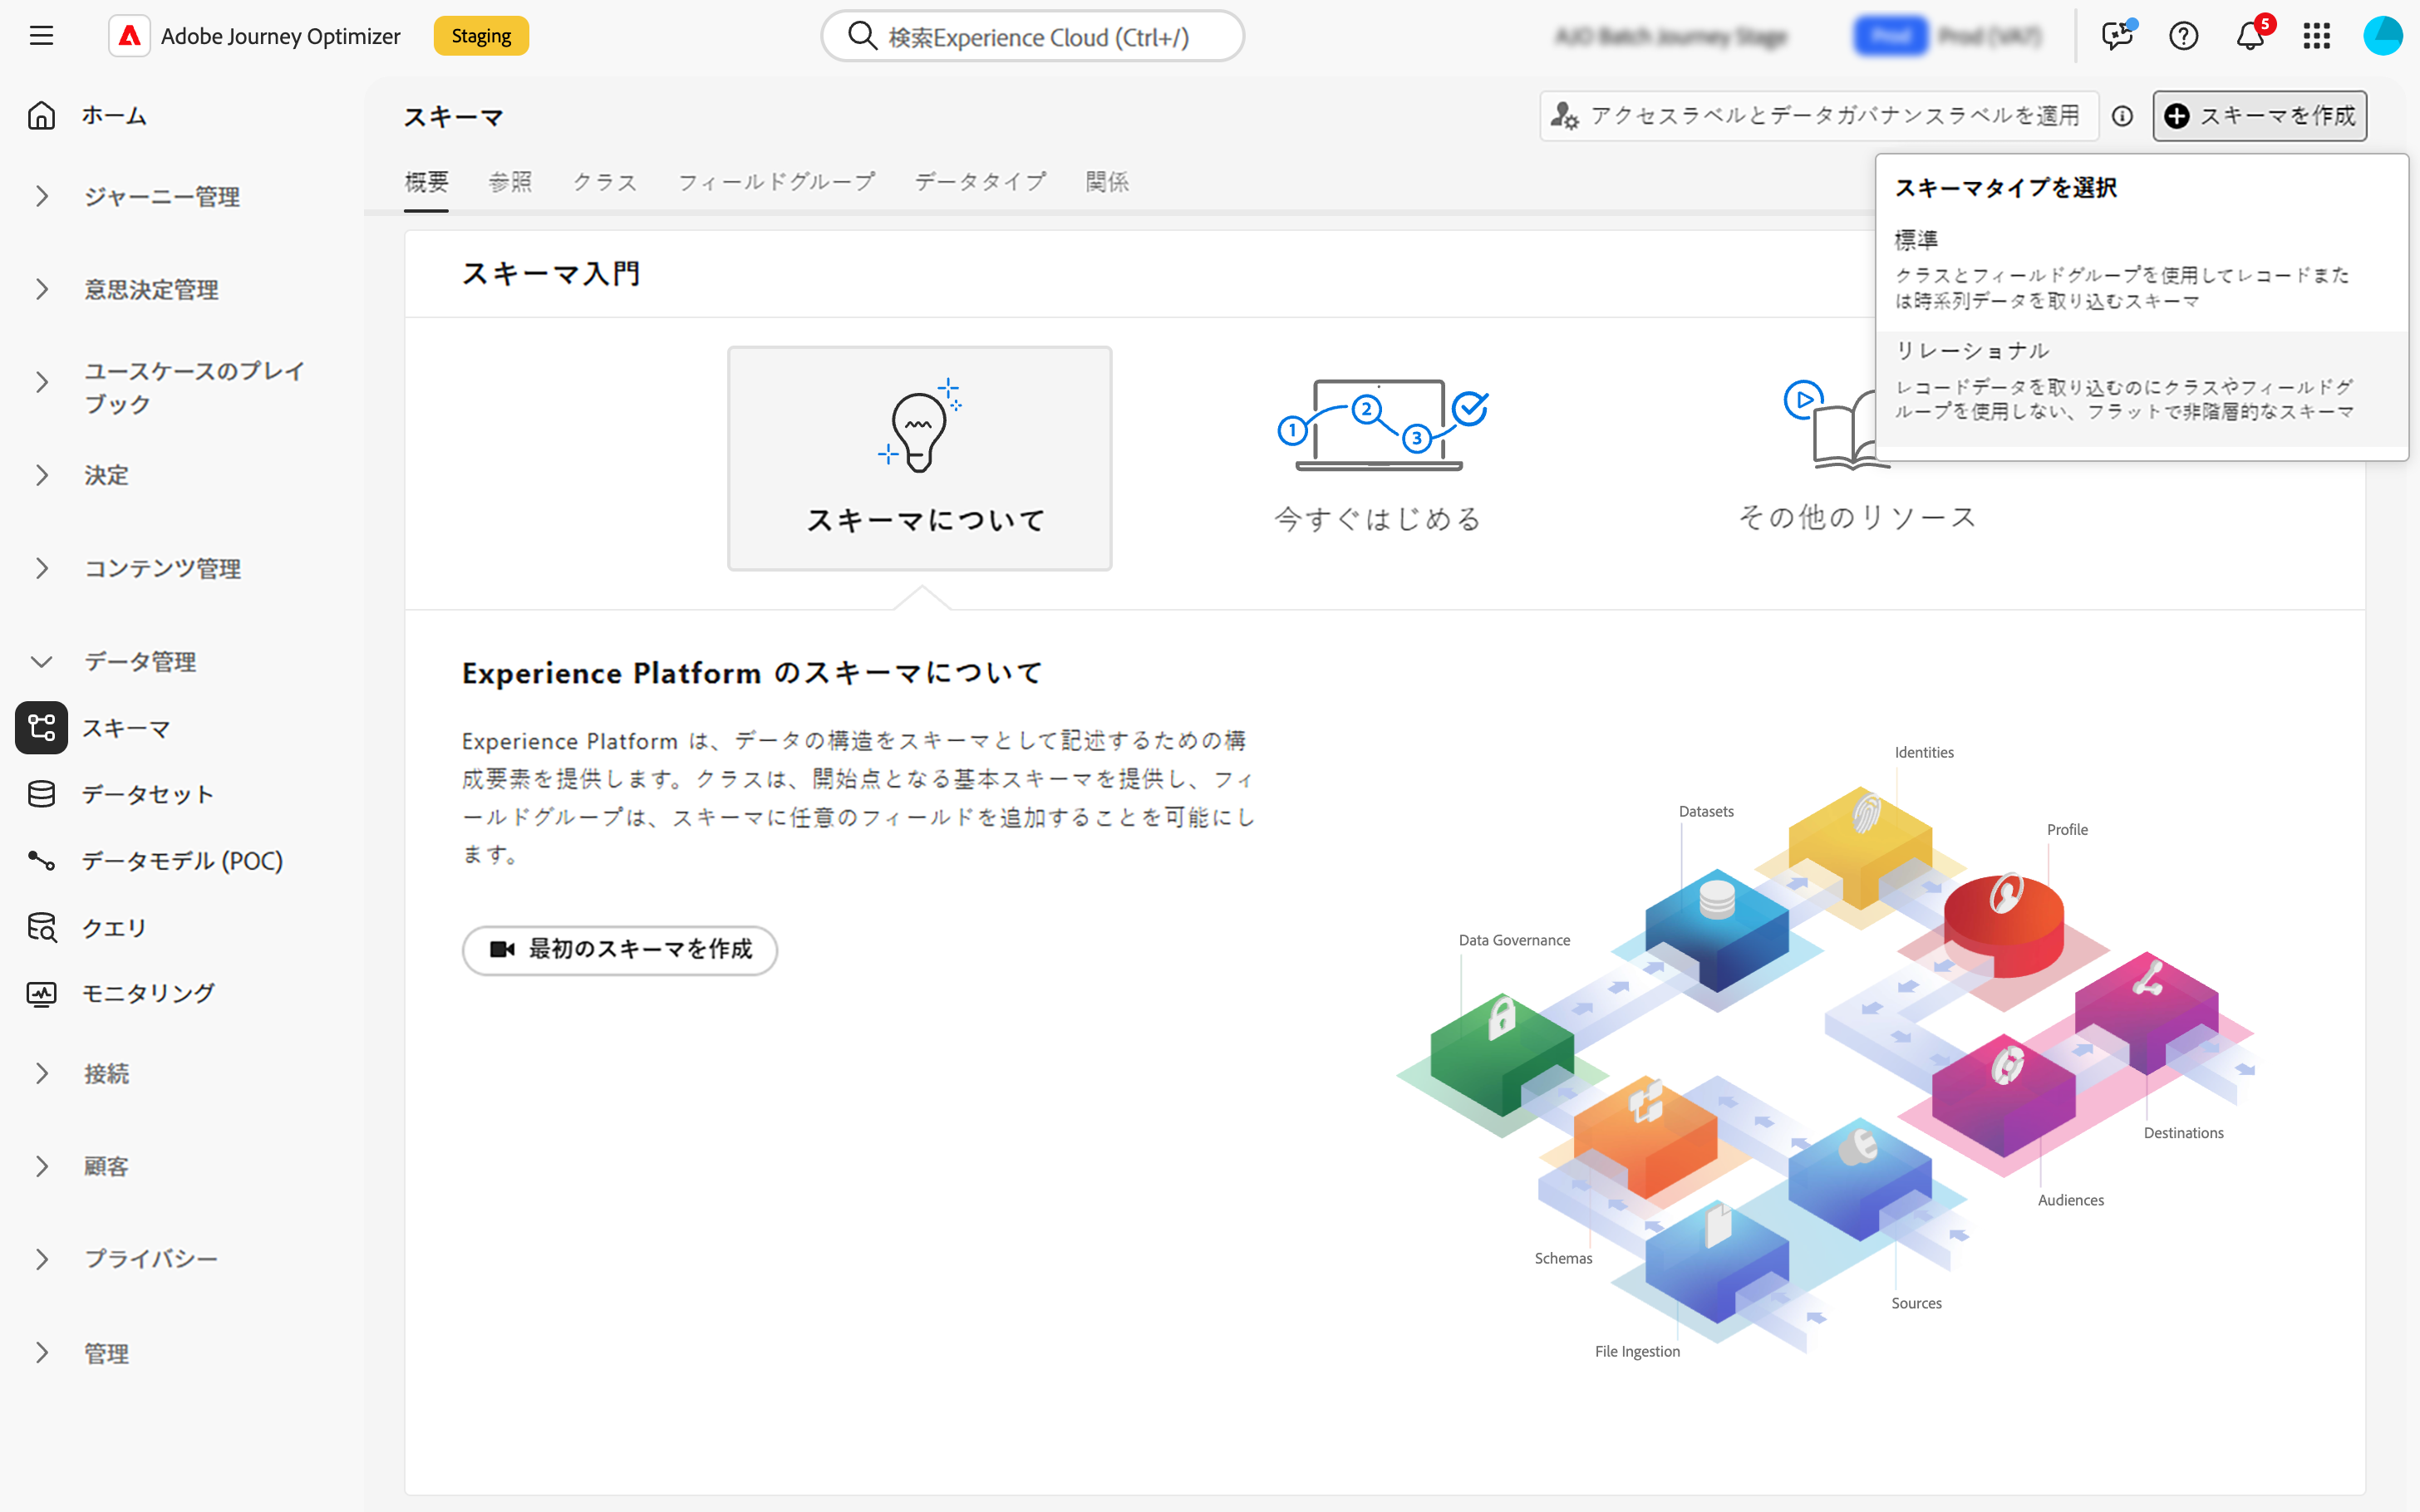 Adobe Journey Optimizer
Staging
検索Experience Cloud (Ctrl+/)
AJO Batch Journey Stage
Prod
Prod (VA7)
5
ホーム
ジャーニー管理
意思決定管理
ユースケースのプレイ
ブック
決定
コンテンツ管理
データ管理
スキーマ
データセット
データモデル (POC)
クエリ
モニタリング
接続
顧客
プライバシー
管理
スキーマ
アクセスラベルとデータガバナンスラベルを適用
スキーマを作成
概要
参照
クラス
フィールドグループ
データタイプ
関係
スキーマタイプを選択
標準
クラスとフィールドグループを使用してレコードまた
は時系列データを取り込むスキーマ
リレーショナル
レコードデータを取り込むのにクラスやフィールドグ
ループを使用しない、フラットで非階層的なスキーマ
スキーマ入門
1
2
3
スキーマについて
今すぐはじめる
その他のリソース
Experience Platform のスキーマについて
Experience Platform は、データの構造をスキーマとして記述するための構
成要素を提供します。クラスは、開始点となる基本スキーマを提供し、フィ
ールドグループは、スキーマに任意のフィールドを追加することを可能にし
ます。
最初のスキーマを作成
Identities
Datasets
Profile
Data Governance
Destinations
Audiences
Schemas
Sources
File Ingestion